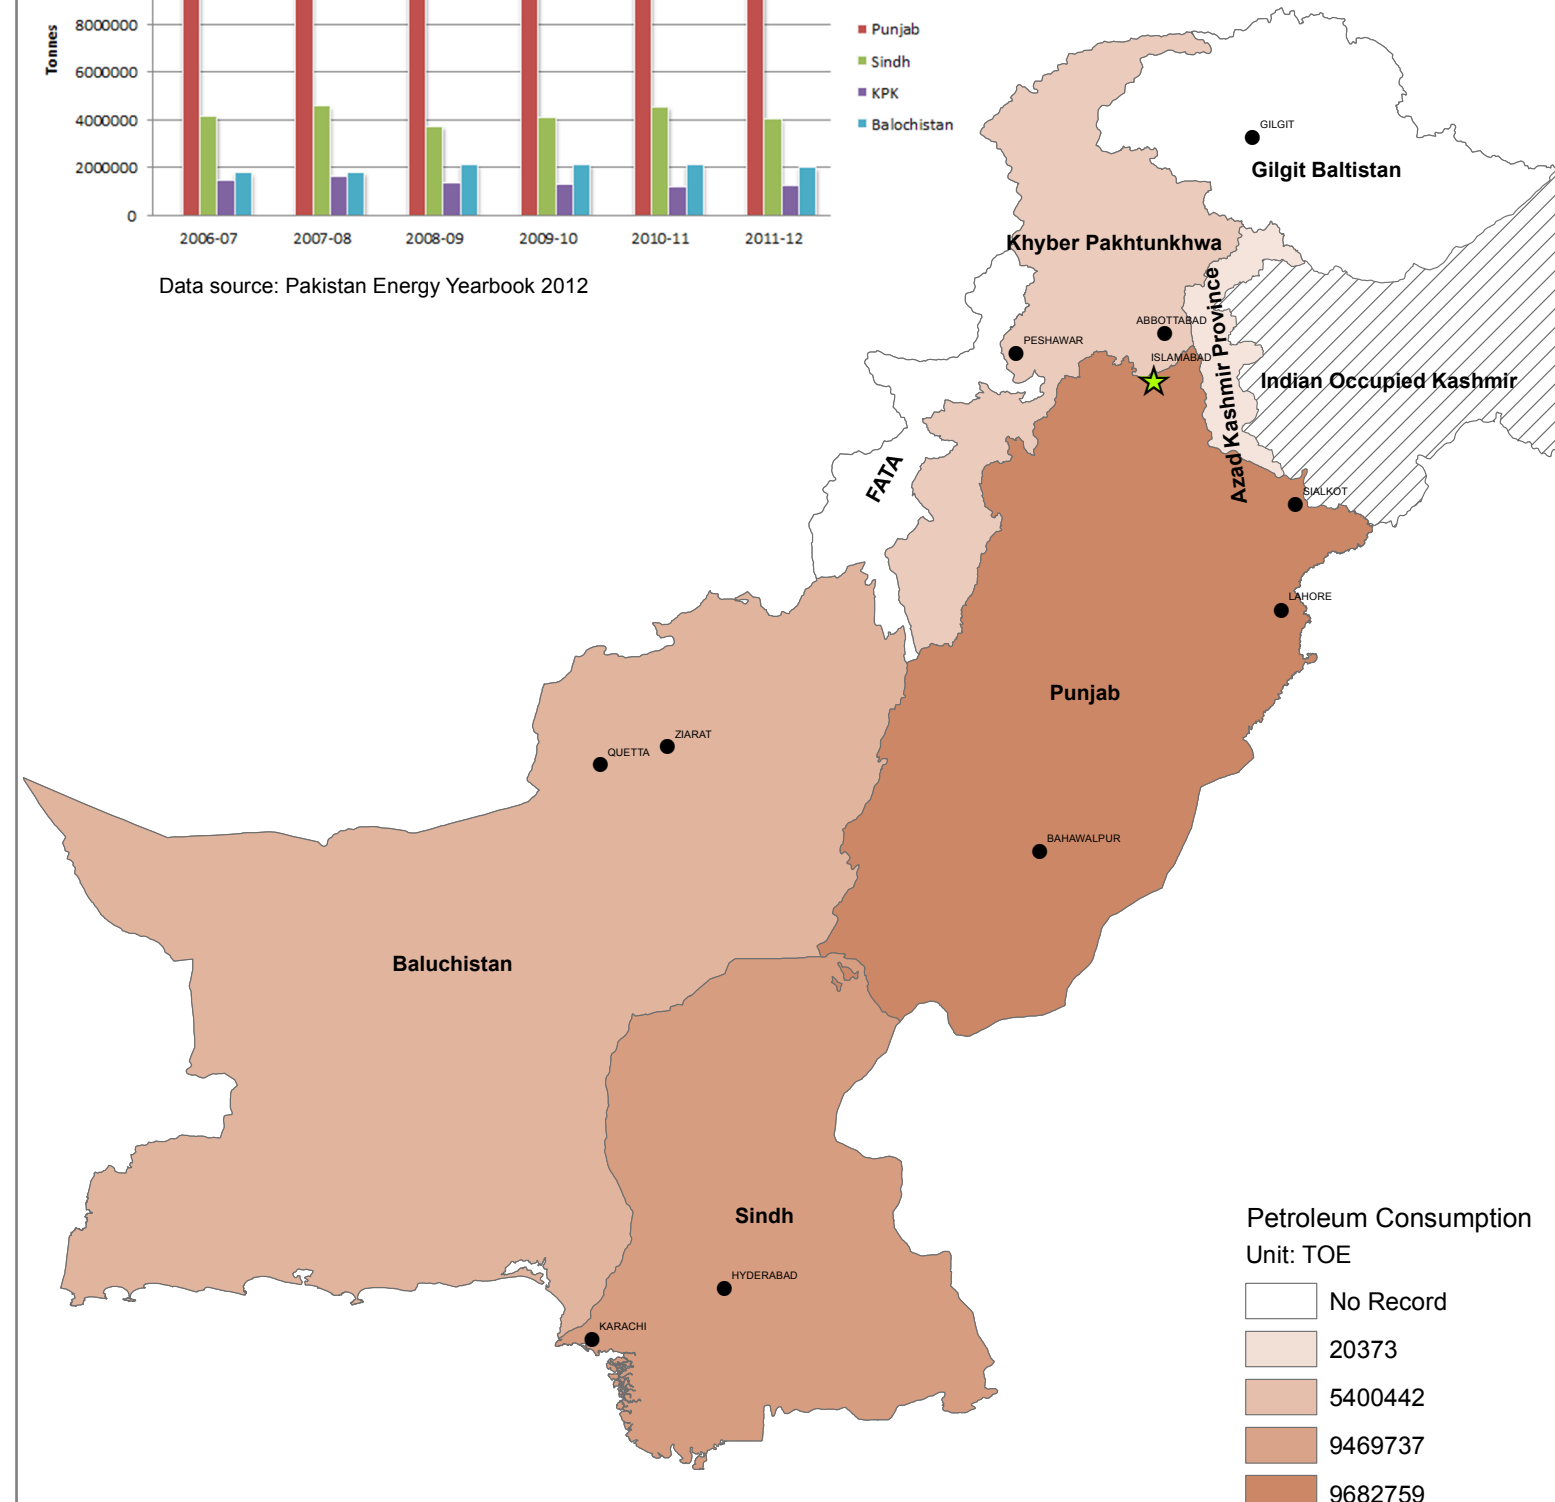 Tonnes
8000000
6000000
4000000
2000000
0
2006-07 2007-08 2008-09 2009-10 2010-11 2011-12
Punjab
Sindh
KPK
Balochistan
Data source: Pakistan Energy Yearbook 2012
GILGIT
Gilgit Baltistan
Khyber Pakhtunkhwa
Azad Kashmir Province
ABBOTTABAD
PESHAWAR
ISLAMABAD
Indian Occupied Kashmir
FATA
SIALKOT
LAHORE
Punjab
ZIARAT
QUETTA
BAHAWALPUR
Baluchistan
Sindh
HYDERABAD
KARACHI
Petroleum Consumption
Unit: TOE
No Record
20373
5400442
9469737
9682759